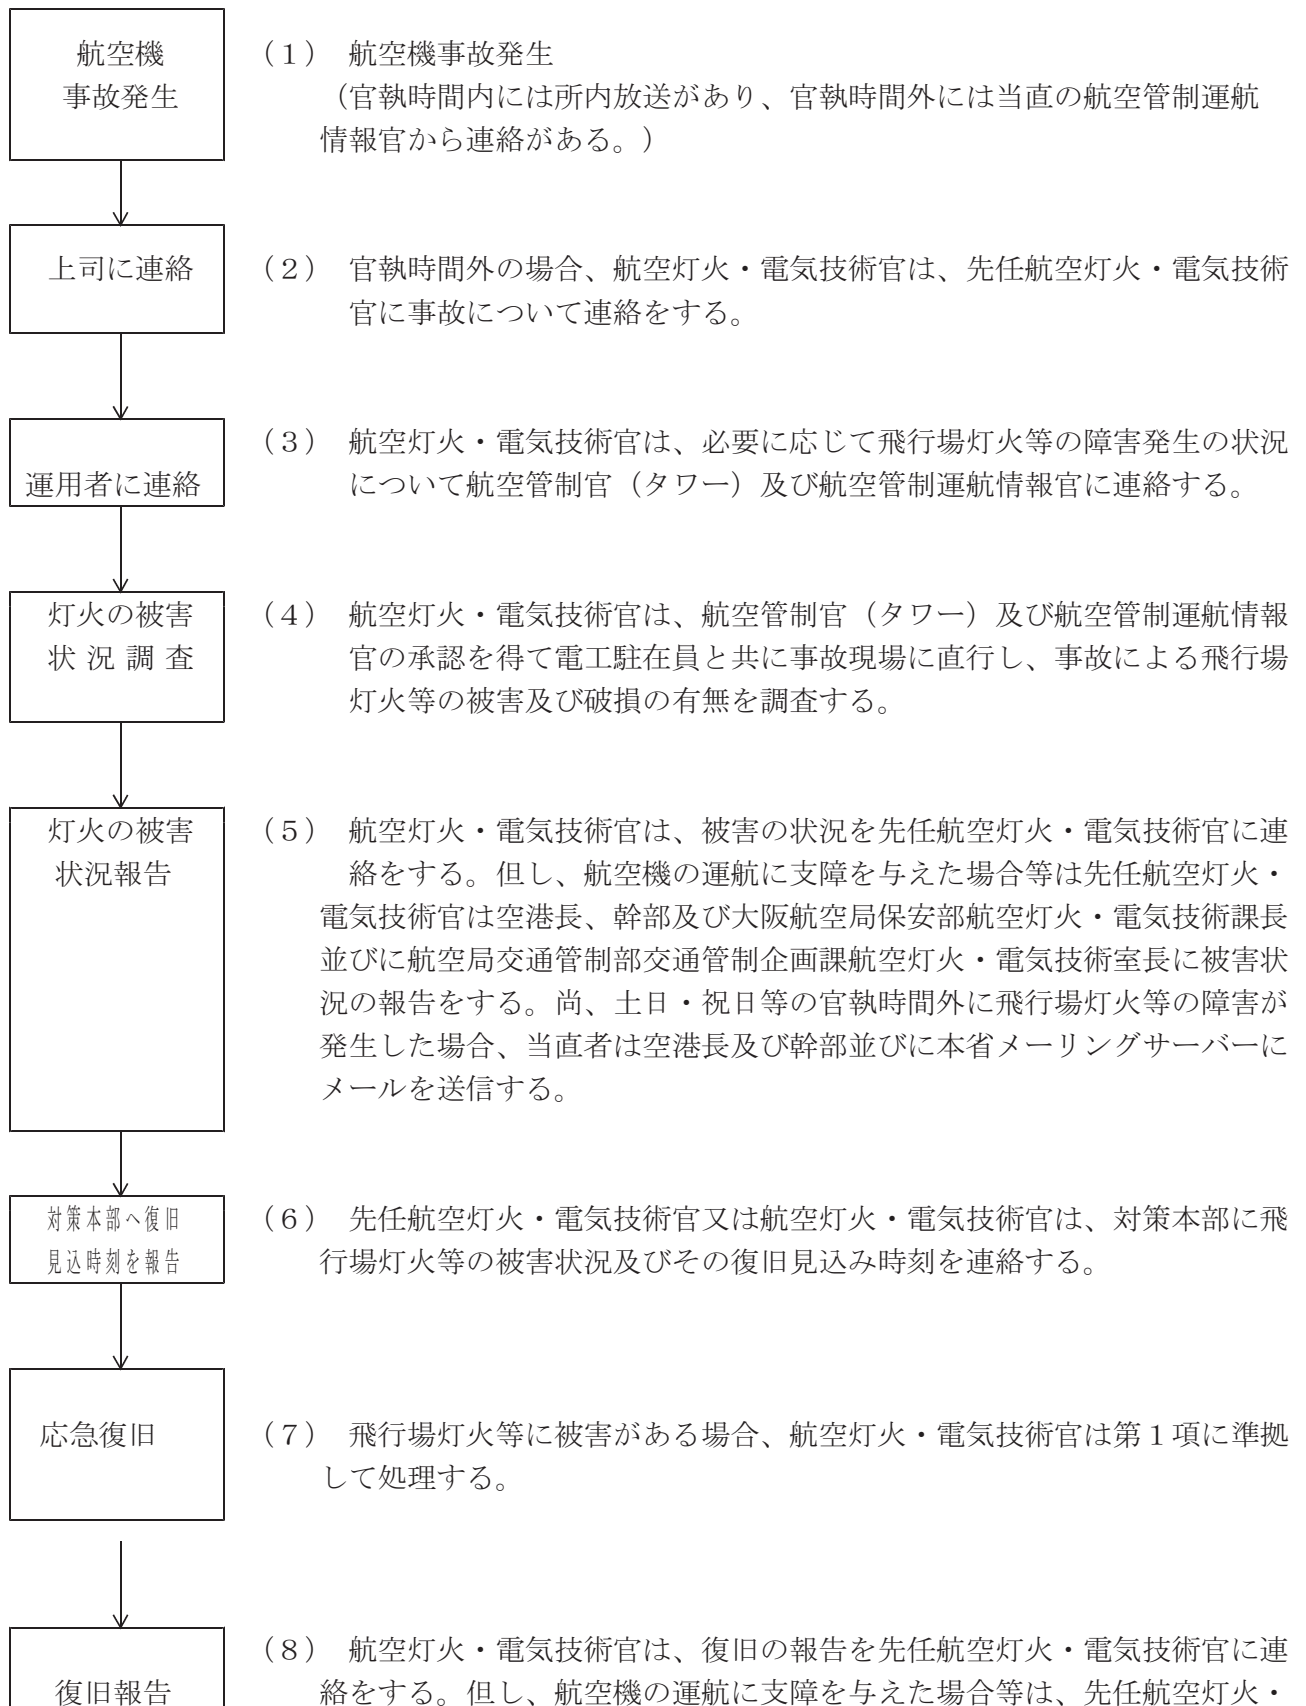 航空機
事故発生
（１）　航空機事故発生
（官執時間内には所内放送があり、官執時間外には当直の航空管制運航
情報官から連絡がある。）
上司に連絡
（２）　官執時間外の場合、航空灯火・電気技術官は、先任航空灯火・電気技術
官に事故について連絡をする。
運用者に連絡
（３）　航空灯火・電気技術官は、必要に応じて飛行場灯火等の障害発生の状況
について航空管制官（タワー）及び航空管制運航情報官に連絡する。
灯火の被害
状 況 調 査
（４）　航空灯火・電気技術官は、航空管制官（タワー）及び航空管制運航情報
官の承認を得て電工駐在員と共に事故現場に直行し、事故による飛行場
灯火等の被害及び破損の有無を調査する。
灯火の被害
状況報告
（５）　航空灯火・電気技術官は、被害の状況を先任航空灯火・電気技術官に連
絡をする。但し、航空機の運航に支障を与えた場合等は先任航空灯火・
電気技術官は空港長、幹部及び大阪航空局保安部航空灯火・電気技術課長
並びに航空局交通管制部交通管制企画課航空灯火・電気技術室長に被害状
況の報告をする。尚、土日・祝日等の官執時間外に飛行場灯火等の障害が
発生した場合、当直者は空港長及び幹部並びに本省メーリングサーバーに
メールを送信する。
対策本部へ復旧
見込時刻を報告
（６）　先任航空灯火・電気技術官又は航空灯火・電気技術官は、対策本部に飛
行場灯火等の被害状況及びその復旧見込み時刻を連絡する。
応急復旧
（７）　飛行場灯火等に被害がある場合、航空灯火・電気技術官は第１項に準拠
して処理する。
復旧報告
（８）　航空灯火・電気技術官は、復旧の報告を先任航空灯火・電気技術官に連
絡をする。但し、航空機の運航に支障を与えた場合等は、先任航空灯火・